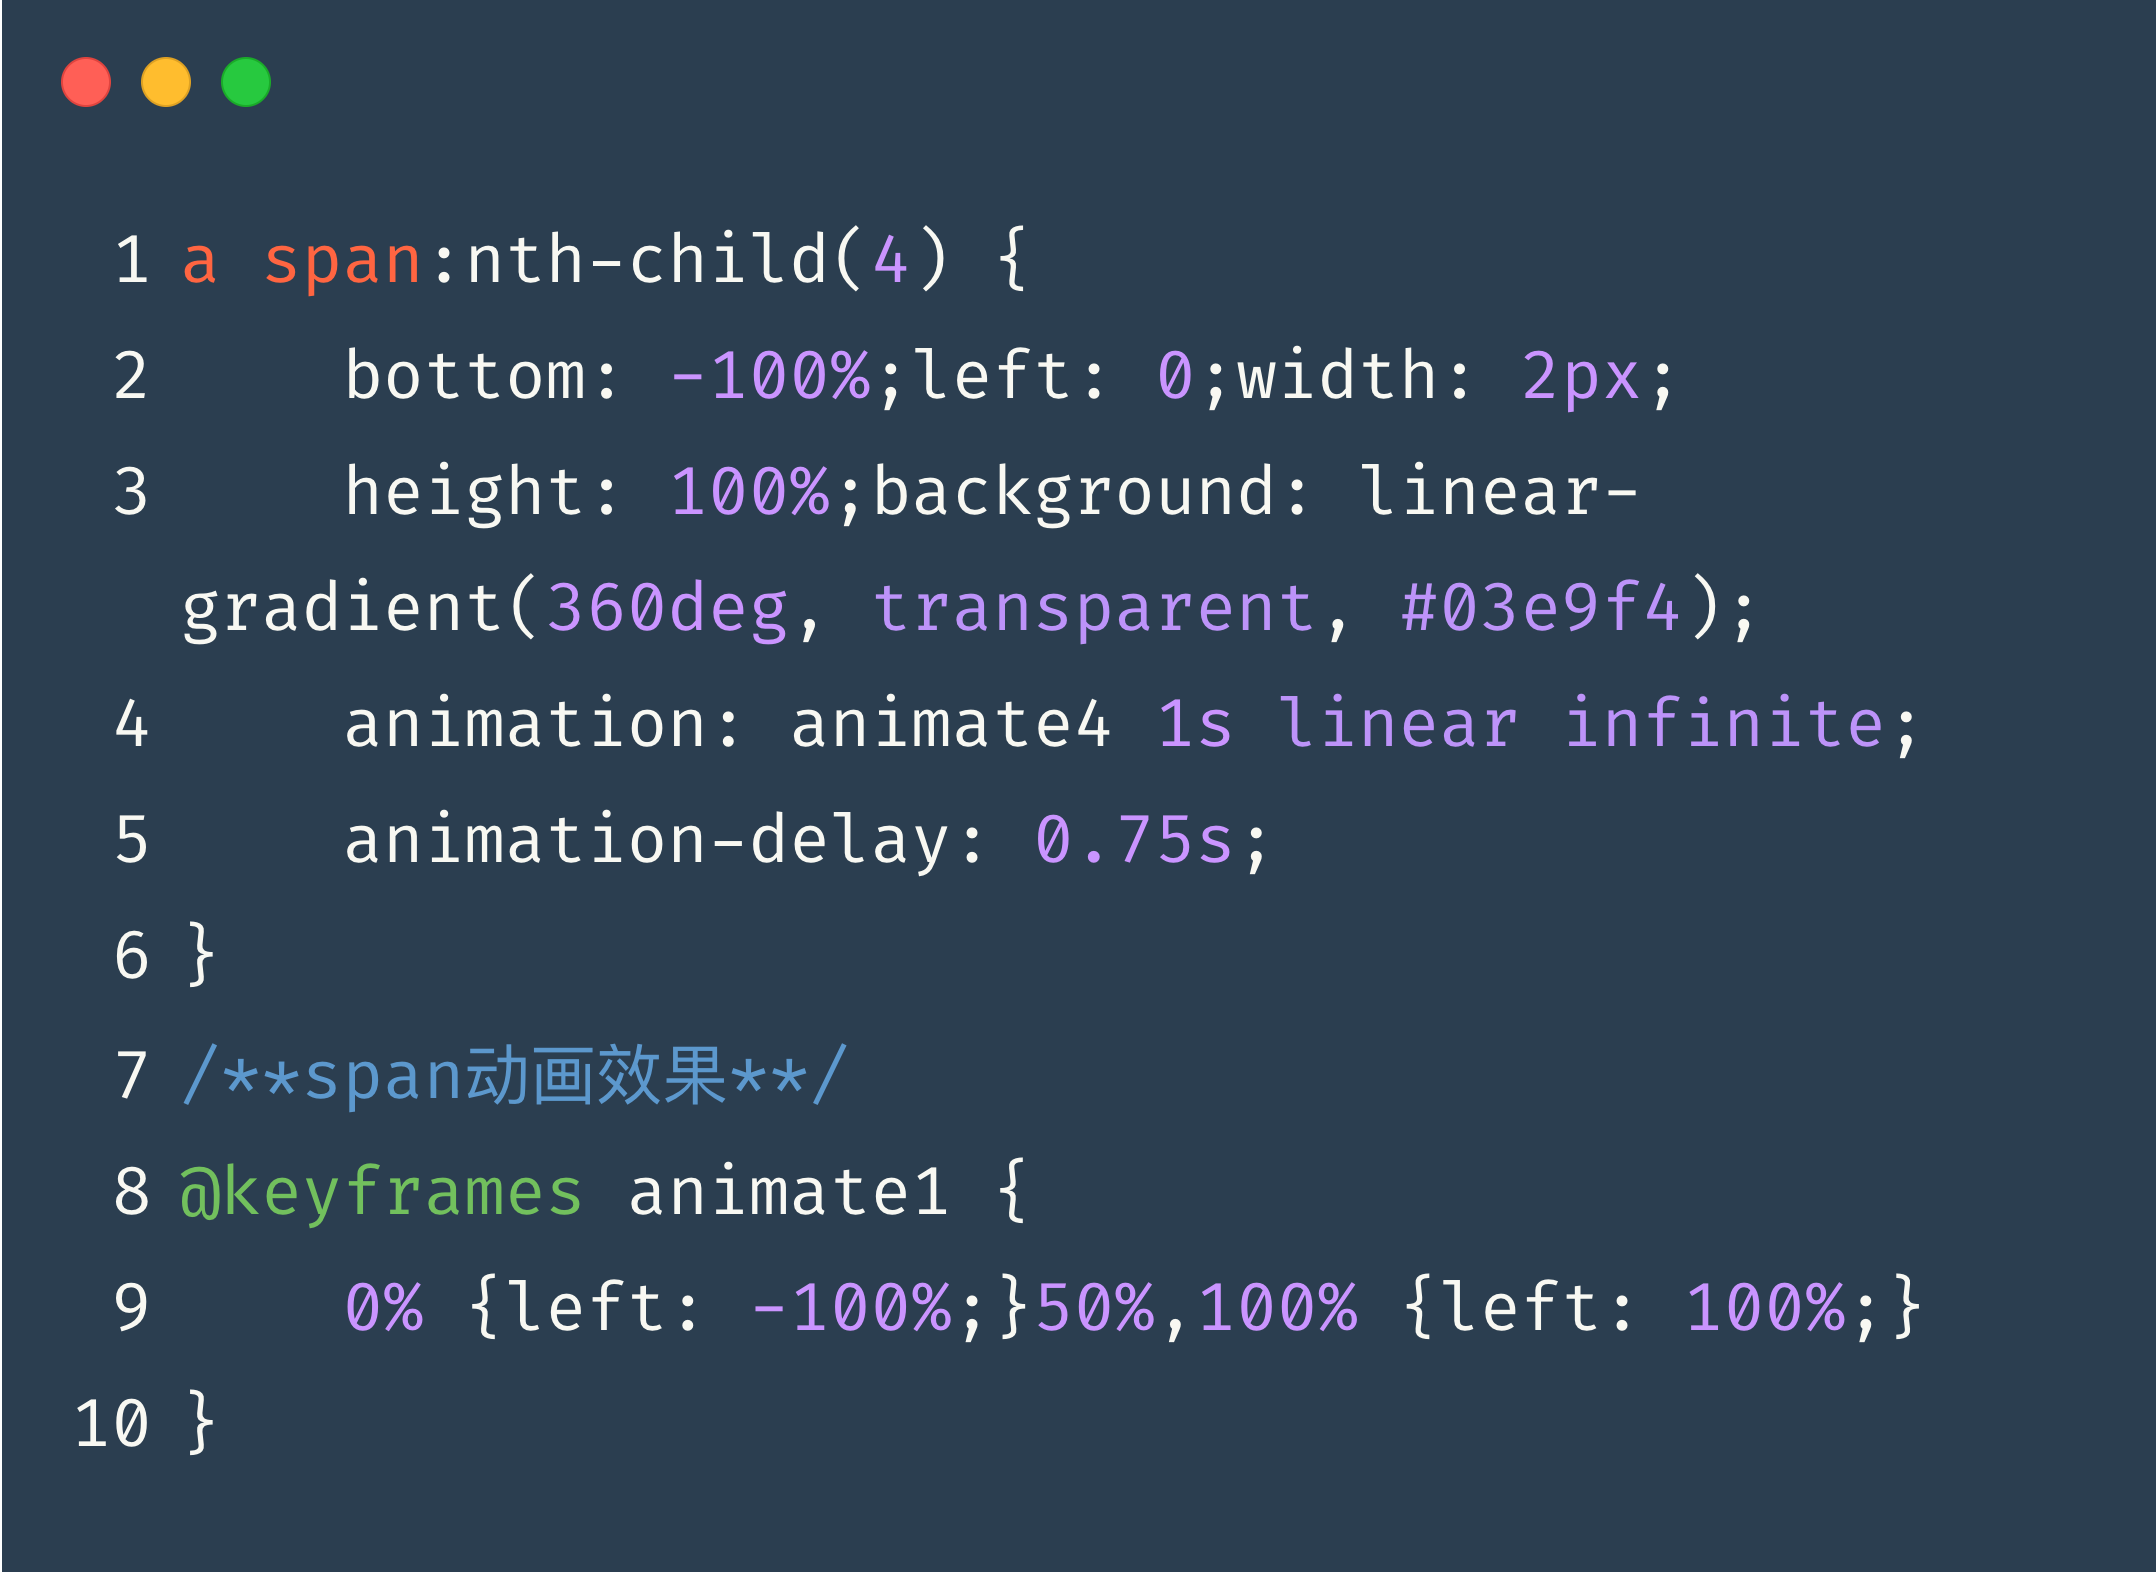 1 a span:nth-child(4) {
2     bottom: -100%;left: 0;width: 2px;
3     height: 100%;background: linear-
gradient(360deg, transparent, #03e9f4);
4     animation: animate4 1s linear infinite;
5     animation-delay: 0.75s;
6 }
7 /**span动画效果**/
8 @keyframes animate1 {
9     0% {left: -100%;}50%,100% {left: 100%;}
10 }